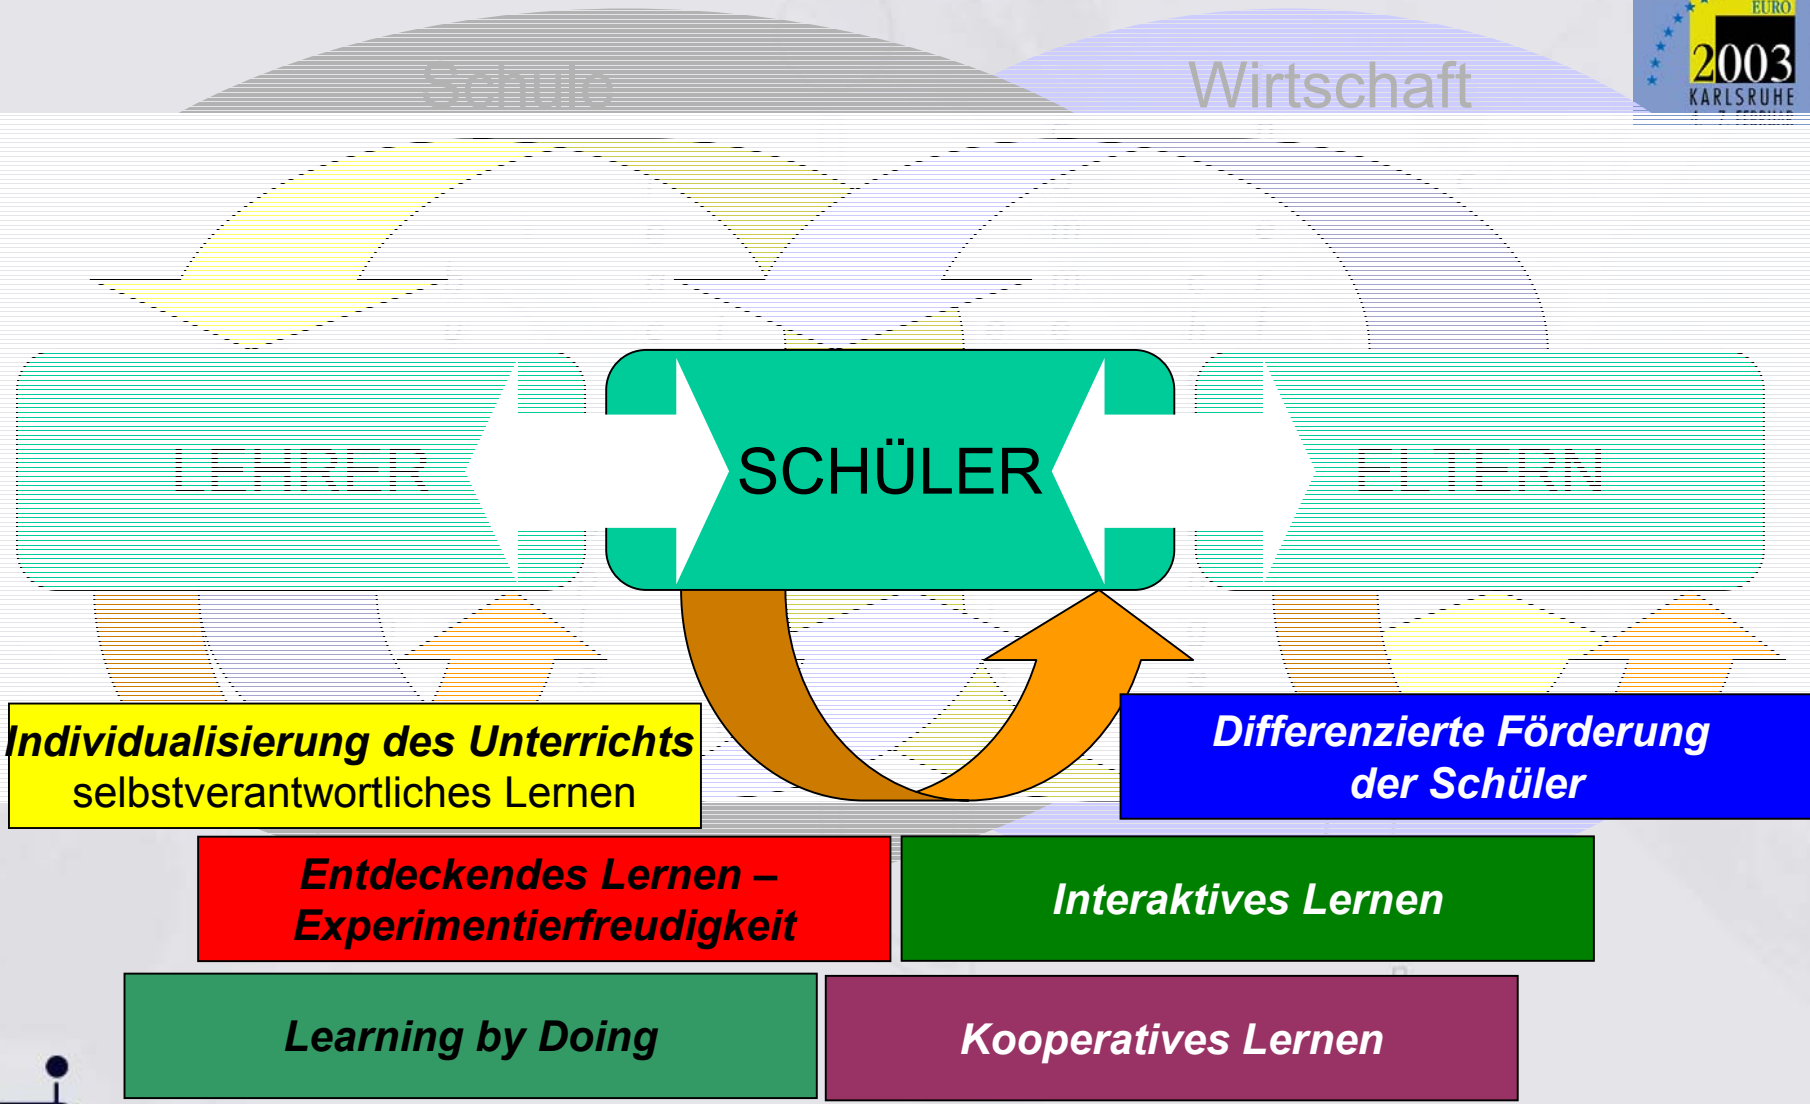 EURO
2003
KARLSRUHE
Schule
Wirtschaft
LEHRER
SCHÜLER
ELTERN
Individualisierung des Unterrichts
selbstverantwortliches Lernen
Differenzierte Förderung
der Schüler
Entdeckendes Lernen –
Experimentierfreudigkeit
Interaktives Lernen
Learning by Doing
Kooperatives Lernen